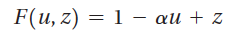 F(u, z) = 1 − αu + z